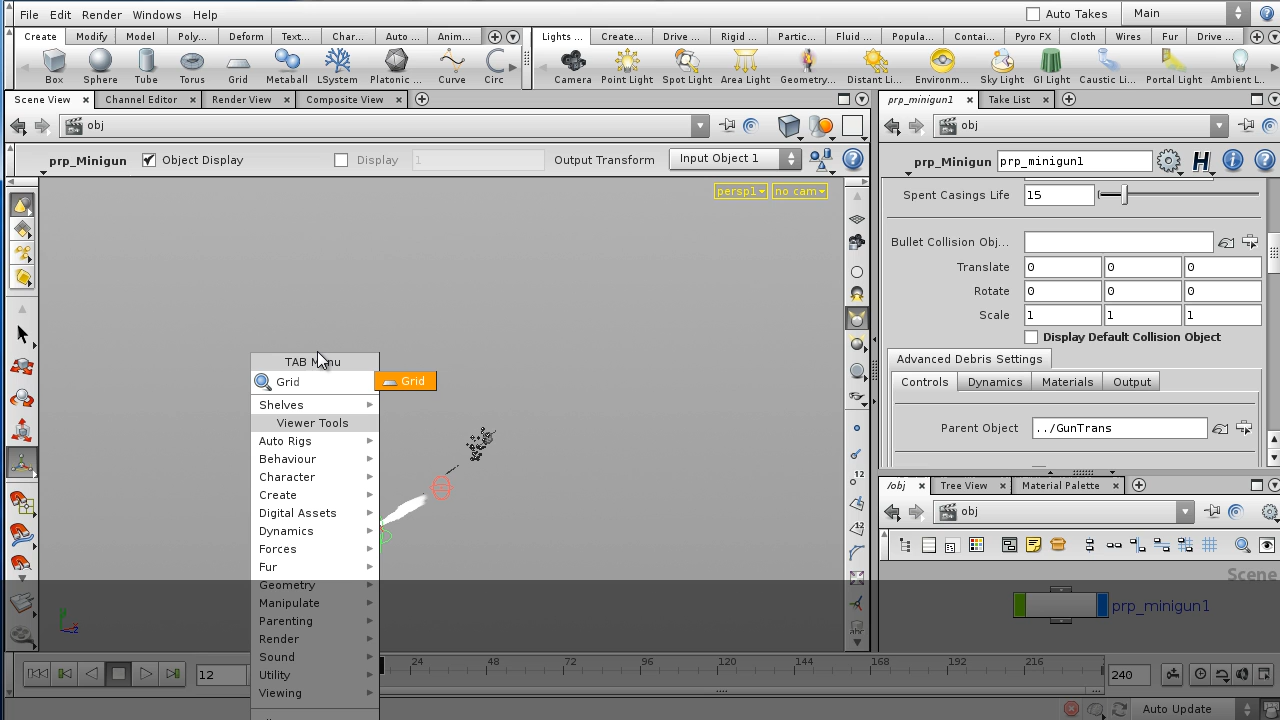 File Edit Render Windows Help Auto Takes Main
Create Modify Model Poly... Deform Text... Char... Auto ... Anim... Lights ... Create... Drive ... Rigid ... Partic... Fluid ... Popula... Contai... Pyro FX Cloth Wires Fur Drive ...
Box Sphere Tube Torus Grid Metaball LSystem Platonic ... Curve Circ Camera Point Light Spot Light Area Light Geometry... Distant Li... Environm... Sky Light GI Light Caustic Li... Portal Light Ambient L...
Scene View Channel Editor Render View Composite View prp_minigun1 Take List
obj obj
prp_Minigun Object Display Display 1 Output Transform Input Object 1 prp_Minigun prp_minigun1
persp1 no cam
Spent Casings Life 15
Bullet Collision Obj...
Translate 0 0 0
Rotate 0 0 0
Scale 1 1 1
Display Default Collision Object
Advanced Debris Settings
Controls Dynamics Materials Output
Parent Object ../GunTrans
TAB Menu
Grid Grid
Shelves
Viewer Tools
Auto Rigs
Behaviour
Character
Create
Digital Assets
Dynamics
Forces
Fur
Geometry
Manipulate
Parenting
Render
Sound
Utility
Viewing
12
12
abc
/obj Tree View Material Palette
obj
Scene
prp_minigun1
12 24 48 72 96 120 144 168 192 216 240
Auto Update